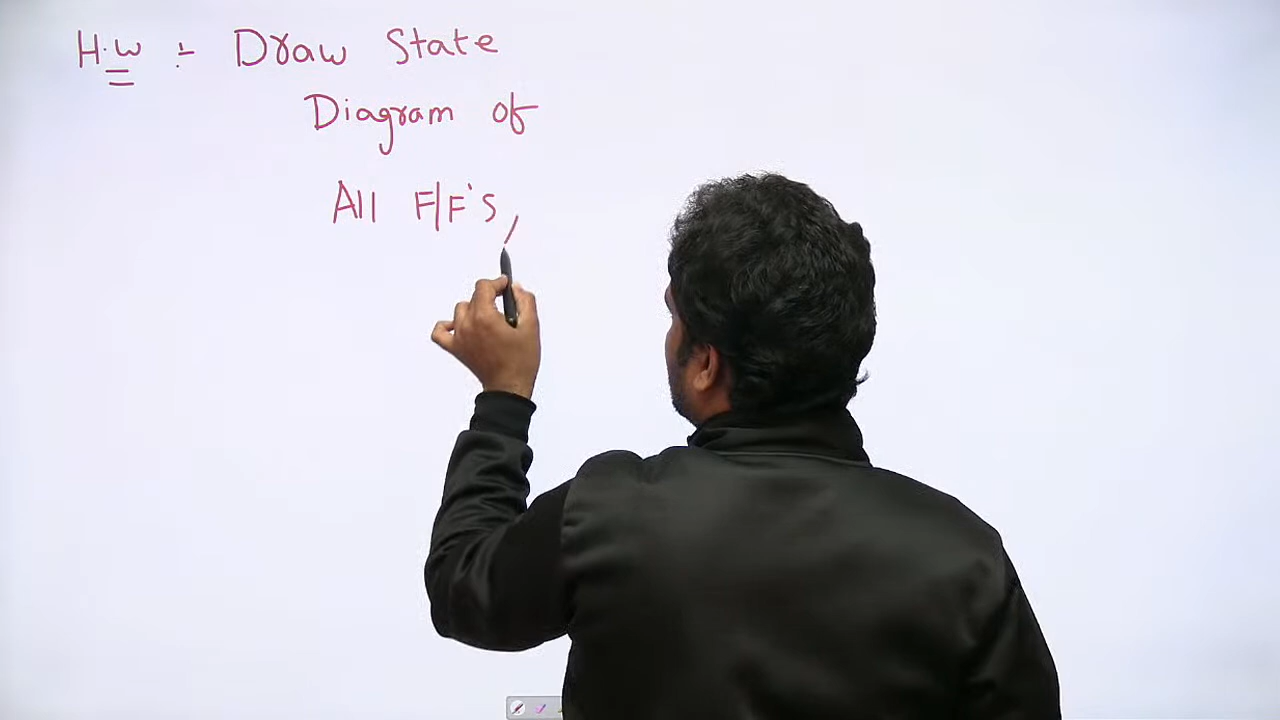 H.W :- Draw State
Diagram of
All F/F's,